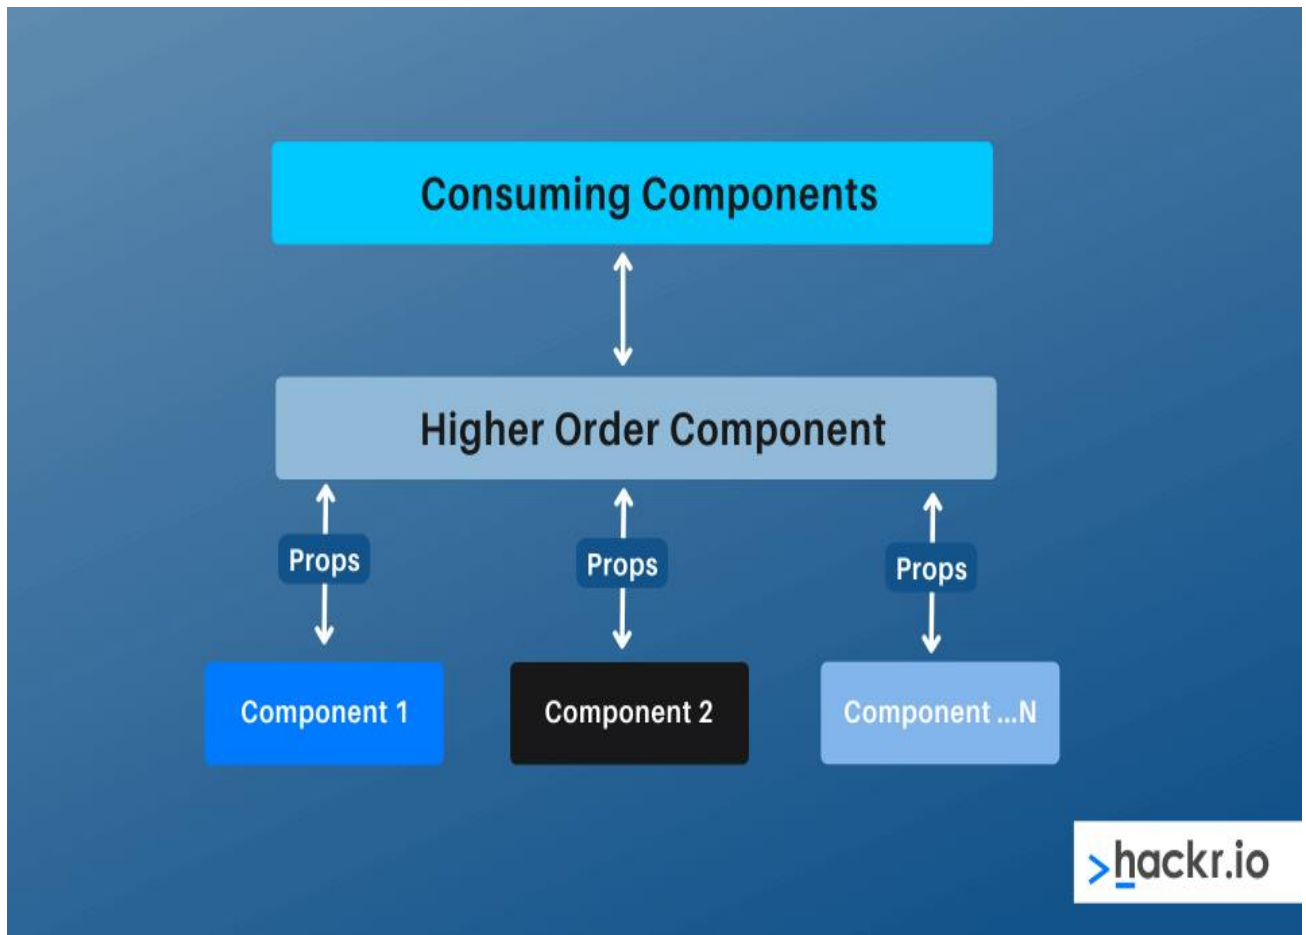 Consuming Components
Higher Order Component
Props
Props
Props
Component 1
Component 2
Component ...N
>hackr.io